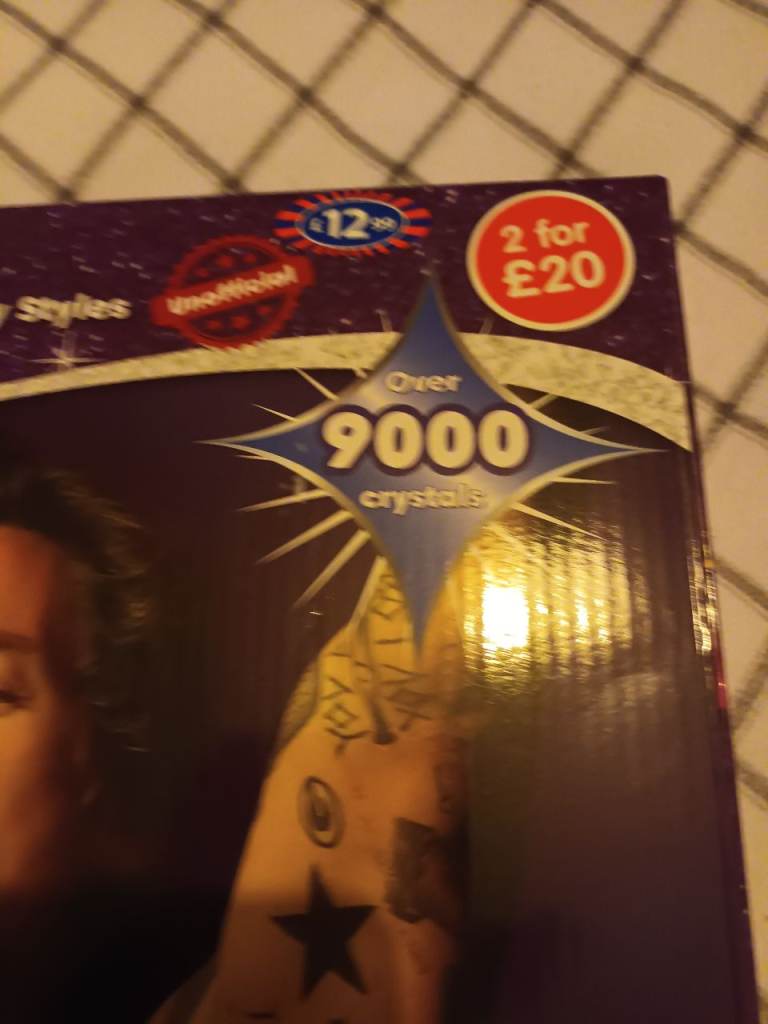 £12.99
2 for
£20
Unofficial
y Styles
Over
9000
crystals